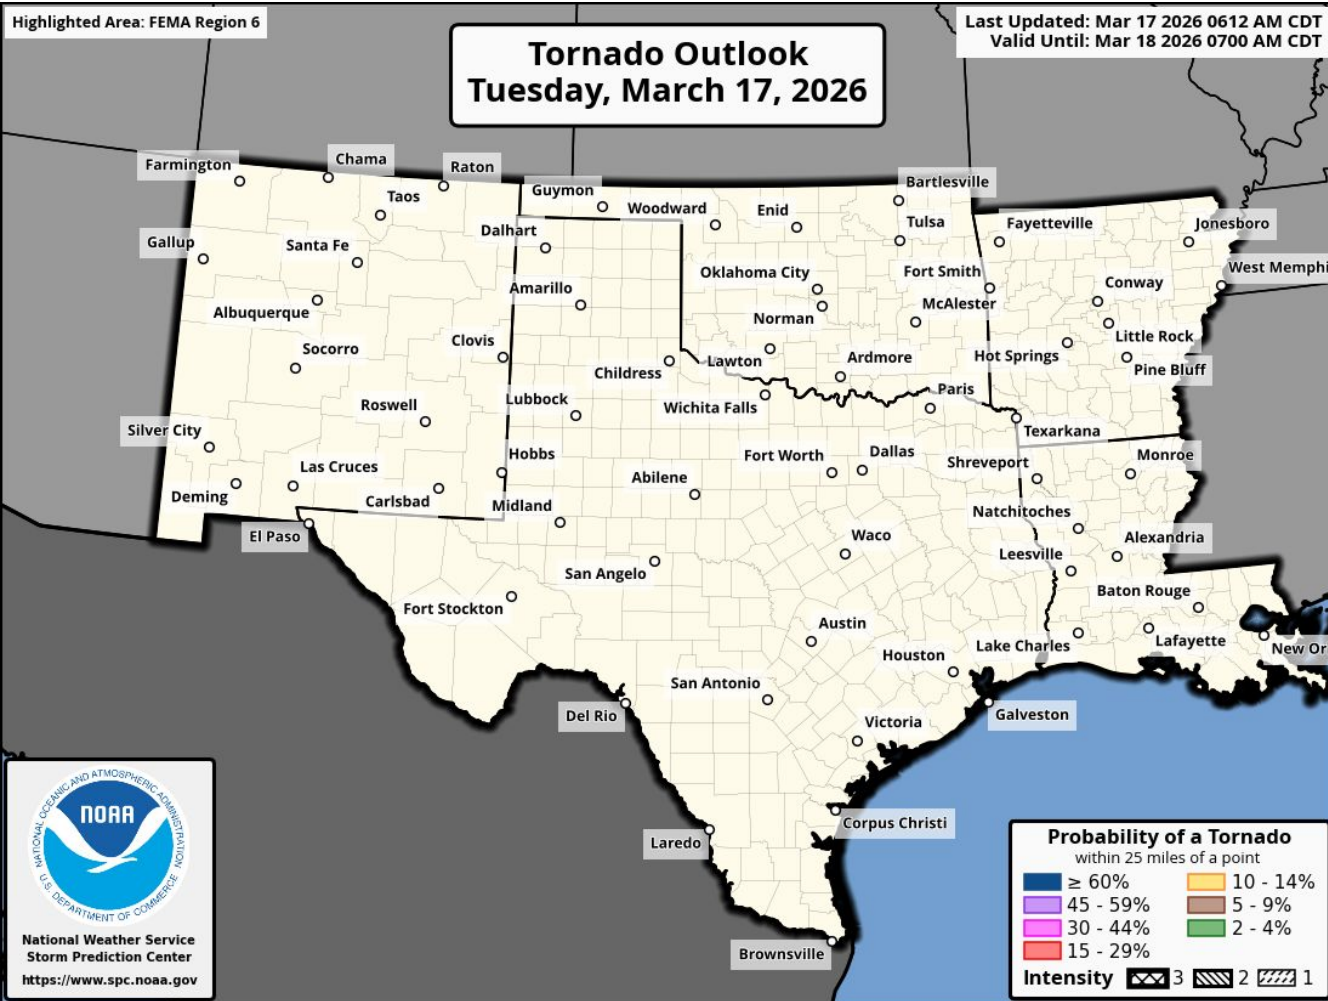 Highlighted Area: FEMA Region 6
Last Updated: Mar 17 2026 0612 AM CDT
Valid Until: Mar 18 2026 0700 AM CDT
Tornado Outlook
Tuesday, March 17, 2026
Farmington
Chama
Raton
Taos
Guymon
Woodward
Enid
Bartlesville
Tulsa
Fayetteville
Jonesboro
Gallup
Santa Fe
Dalhart
Oklahoma City
Fort Smith
West Memphi
Amarillo
Conway
Albuquerque
Norman
McAlester
Socorro
Clovis
Little Rock
Childress
Lawton
Ardmore
Hot Springs
Pine Bluff
Roswell
Lubbock
Wichita Falls
Paris
Silver City
Texarkana
Las Cruces
Hobbs
Fort Worth
Dallas
Shreveport
Monroe
Deming
Carlsbad
Midland
Abilene
Natchitoches
El Paso
Waco
Leesville
Alexandria
San Angelo
Baton Rouge
Fort Stockton
Austin
Lake Charles
Lafayette
New Or
Houston
San Antonio
Del Rio
Victoria
Galveston
Laredo
Corpus Christi
Brownsville
NATIONAL OCEANIC AND ATMOSPHERIC ADMINISTRATION
NOAA
U.S. DEPARTMENT OF COMMERCE
National Weather Service
Storm Prediction Center
https://www.spc.noaa.gov
Probability of a Tornado
within 25 miles of a point
≥ 60% 10 - 14%
45 - 59% 5 - 9%
30 - 44% 2 - 4%
15 - 29%
Intensity 3 2 1